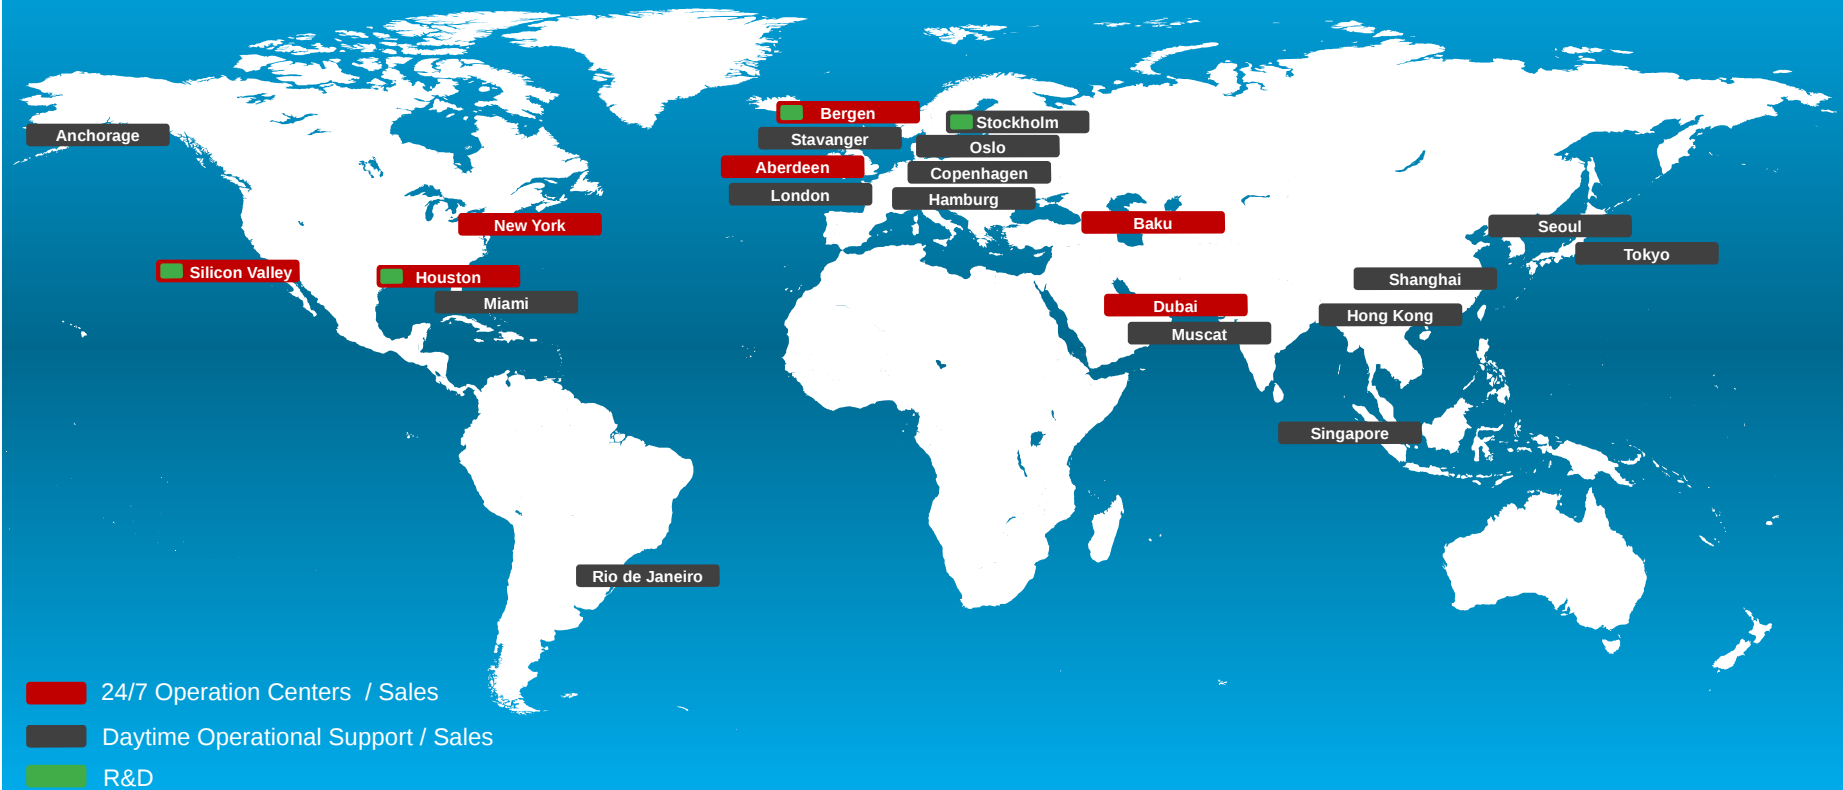 Bergen
Stockholm
Anchorage
Stavanger
Oslo
Aberdeen
Copenhagen
London
Hamburg
New York
Baku
Seoul
Tokyo
Silicon Valley
Houston
Shanghai
Miami
Dubai
Hong Kong
Muscat
Singapore
Rio de Janeiro
24/7 Operation Centers / Sales
Daytime Operational Support / Sales
R&D